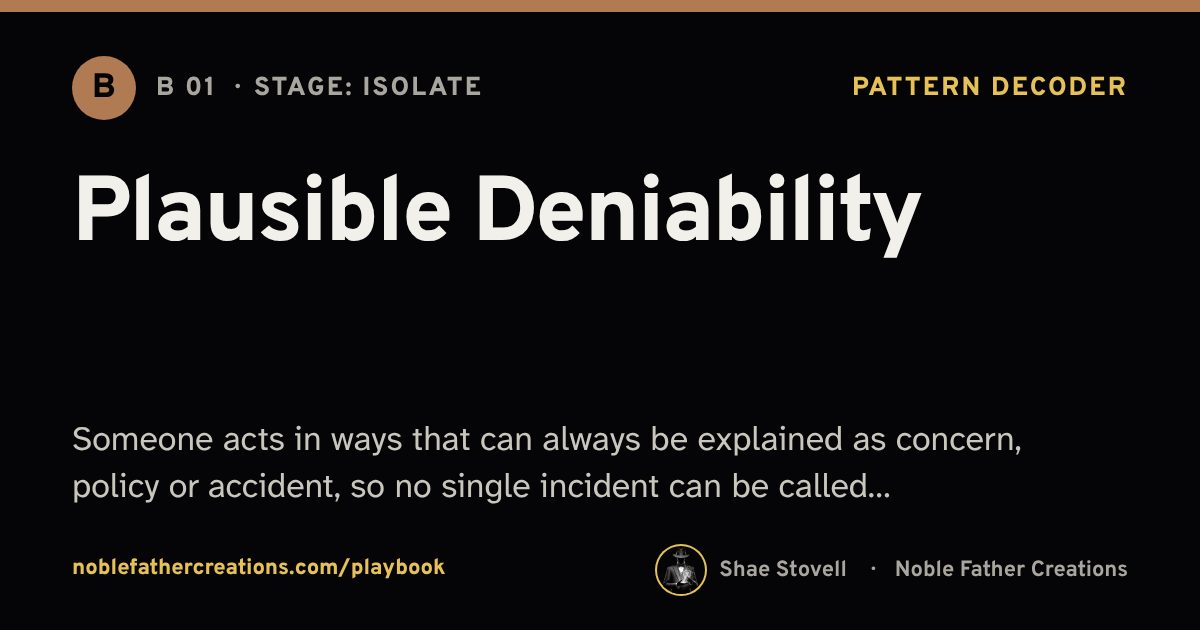 B
B 01 · STAGE: ISOLATE
PATTERN DECODER
Plausible Deniability
Someone acts in ways that can always be explained as concern,
policy or accident, so no single incident can be called...
noblefathercreations.com/playbook
Shae Stovell · Noble Father Creations